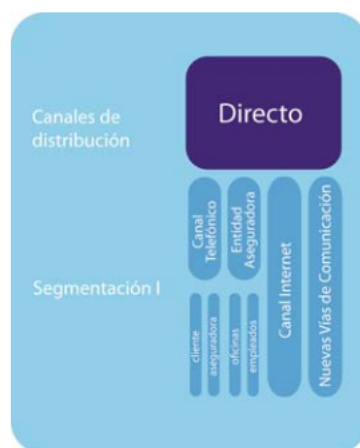 Canales de
distribución
Directo
Segmentación I
Canal
Telefónico
Entidad
Aseguradora
Canal Internet
Nuevas Vías de Comunicación
cliente
aseguradora
oficinas
empleados